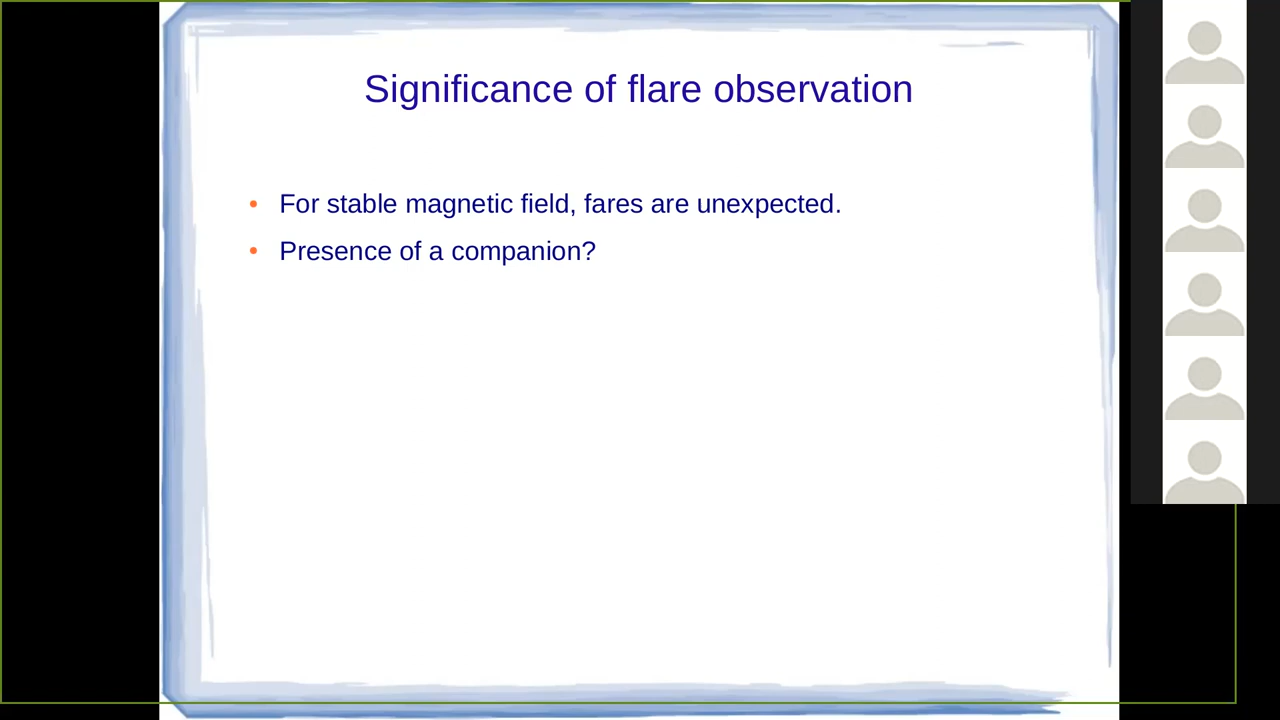 Significance of flare observation
• For stable magnetic field, fares are unexpected.
• Presence of a companion?